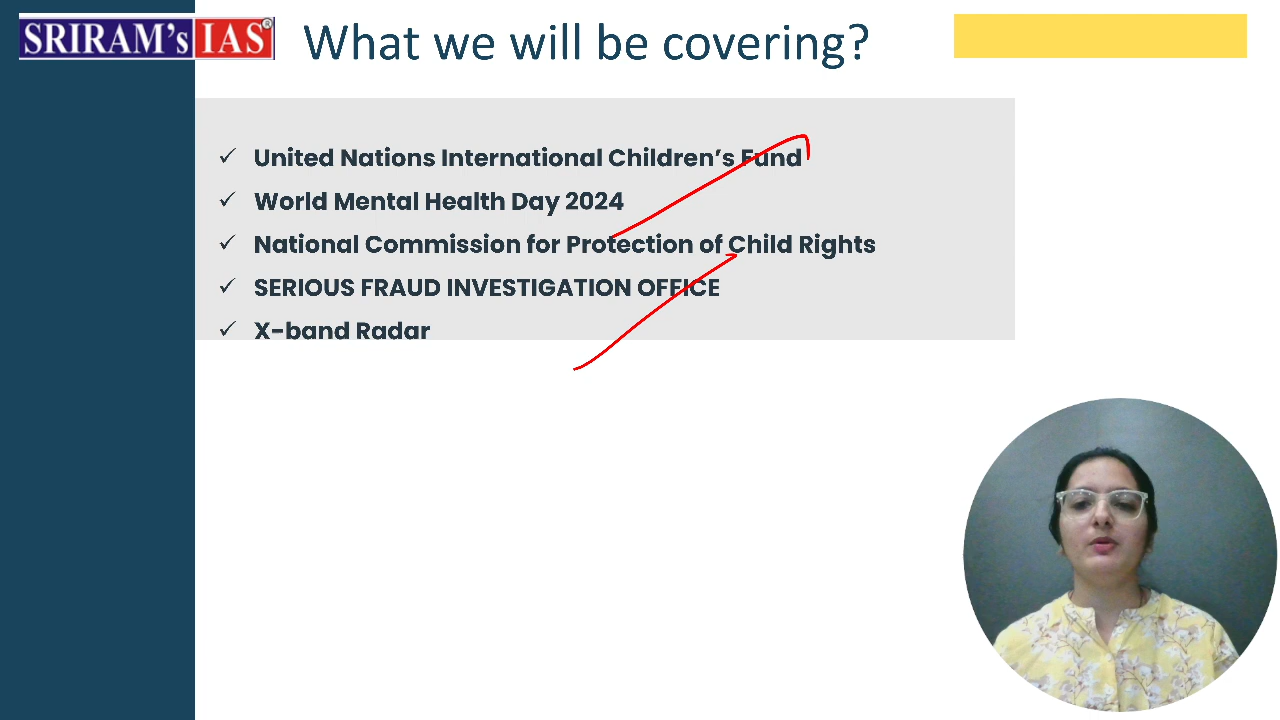 SRIRAM's IAS®
What we will be covering?
✓ United Nations International Children’s Fund
✓ World Mental Health Day 2024
✓ National Commission for Protection of Child Rights
✓ SERIOUS FRAUD INVESTIGATION OFFICE
✓ X-band Radar